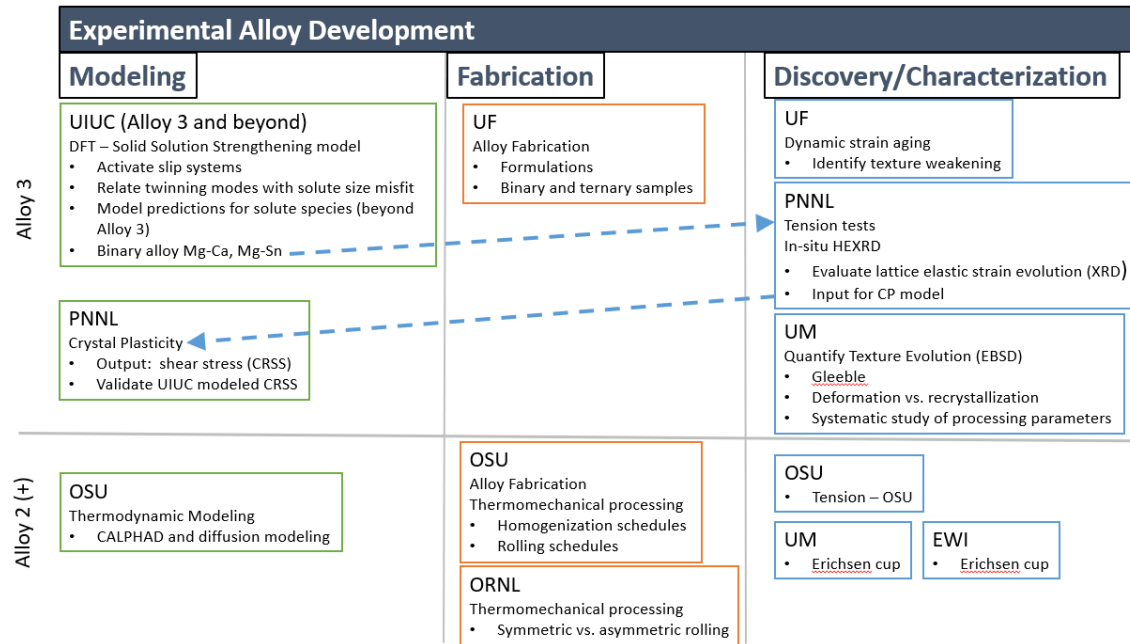 Experimental Alloy Development
Modeling
Fabrication
Discovery/Characterization
Alloy 3
UIUC (Alloy 3 and beyond)
DFT – Solid Solution Strengthening model
• Activate slip systems
• Relate twinning modes with solute size misfit
• Model predictions for solute species (beyond
Alloy 3)
• Binary alloy Mg-Ca, Mg-Sn
PNNL
Crystal Plasticity
• Output: shear stress (CRSS)
• Validate UIUC modeled CRSS
UF
Alloy Fabrication
• Formulations
• Binary and ternary samples
UF
Dynamic strain aging
• Identify texture weakening
PNNL
Tension tests
In-situ HEXRD
• Evaluate lattice elastic strain evolution (XRD)
• Input for CP model
UM
Quantify Texture Evolution (EBSD)
• Gleeble
• Deformation vs. recrystallization
• Systematic study of processing parameters
Alloy 2 (+)
OSU
Thermodynamic Modeling
• CALPHAD and diffusion modeling
OSU
Alloy Fabrication
Thermomechanical processing
• Homogenization schedules
• Rolling schedules
ORNL
Thermomechanical processing
• Symmetric vs. asymmetric rolling
OSU
• Tension – OSU
UM
• Erichsen cup
EWI
• Erichsen cup